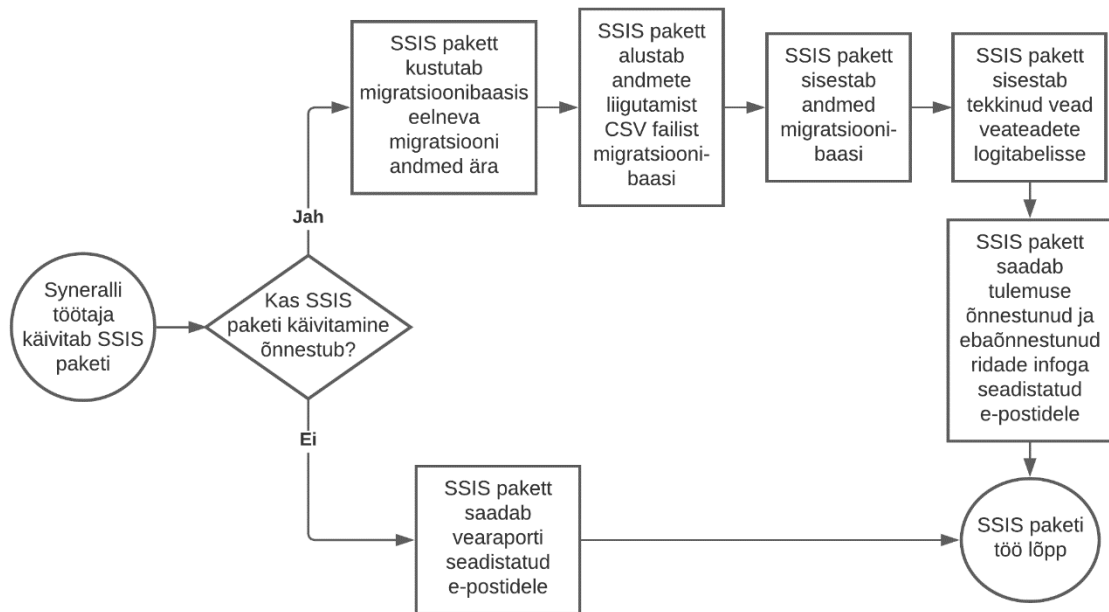 Syneralli
töötaja
käivitab SSIS
paketi
Kas SSIS
paketi käivitamine
õnnestub?
Jah
SSIS pakett
kustutab
migratsioonibaasis
eelneva
migratsiooni
andmed ära
SSIS pakett
alustab
andmete
liigutamist
CSV failist
migratsiooni-
baasi
SSIS pakett
sisestab
andmed
migratsiooni-
baasi
SSIS pakett
sisestab
tekkinud vead
veateadete
logitabelisse
SSIS pakett
saadab
tulemuse
õnnestunud ja
ebaõnnestunud
ridade infoga
seadistatud
e-postidele
Ei
SSIS pakett
saadab
vearaporti
seadistatud
e-postidele
SSIS paketi
töö lõpp